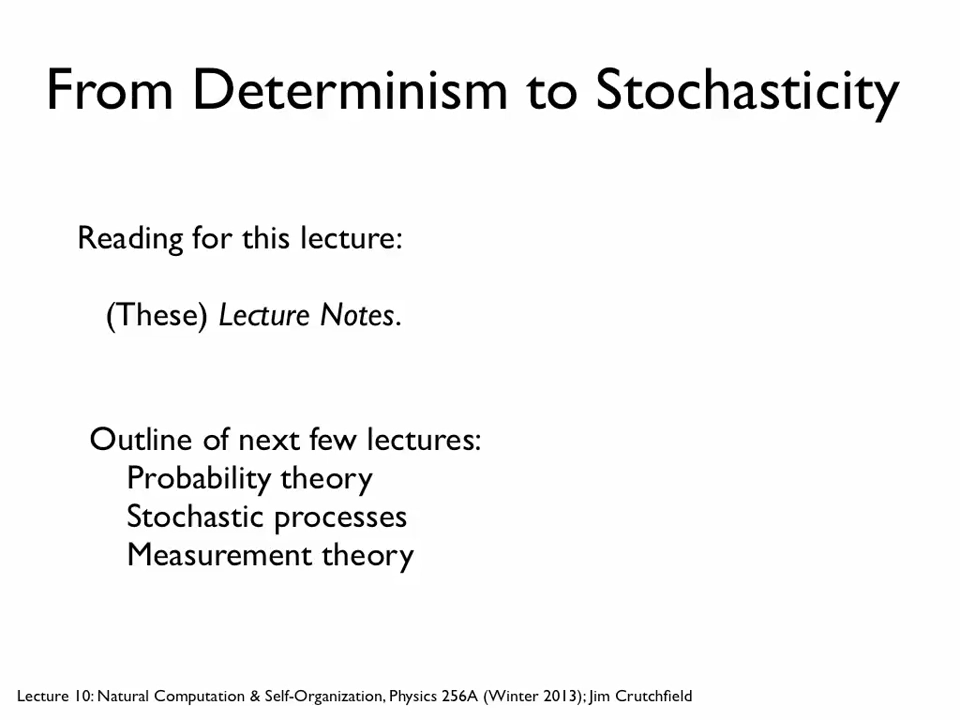 From Determinism to Stochasticity
Reading for this lecture:
(These) Lecture Notes.
Outline of next few lectures:
Probability theory
Stochastic processes
Measurement theory
Lecture 10: Natural Computation & Self-Organization, Physics 256A (Winter 2013); Jim Crutchfield